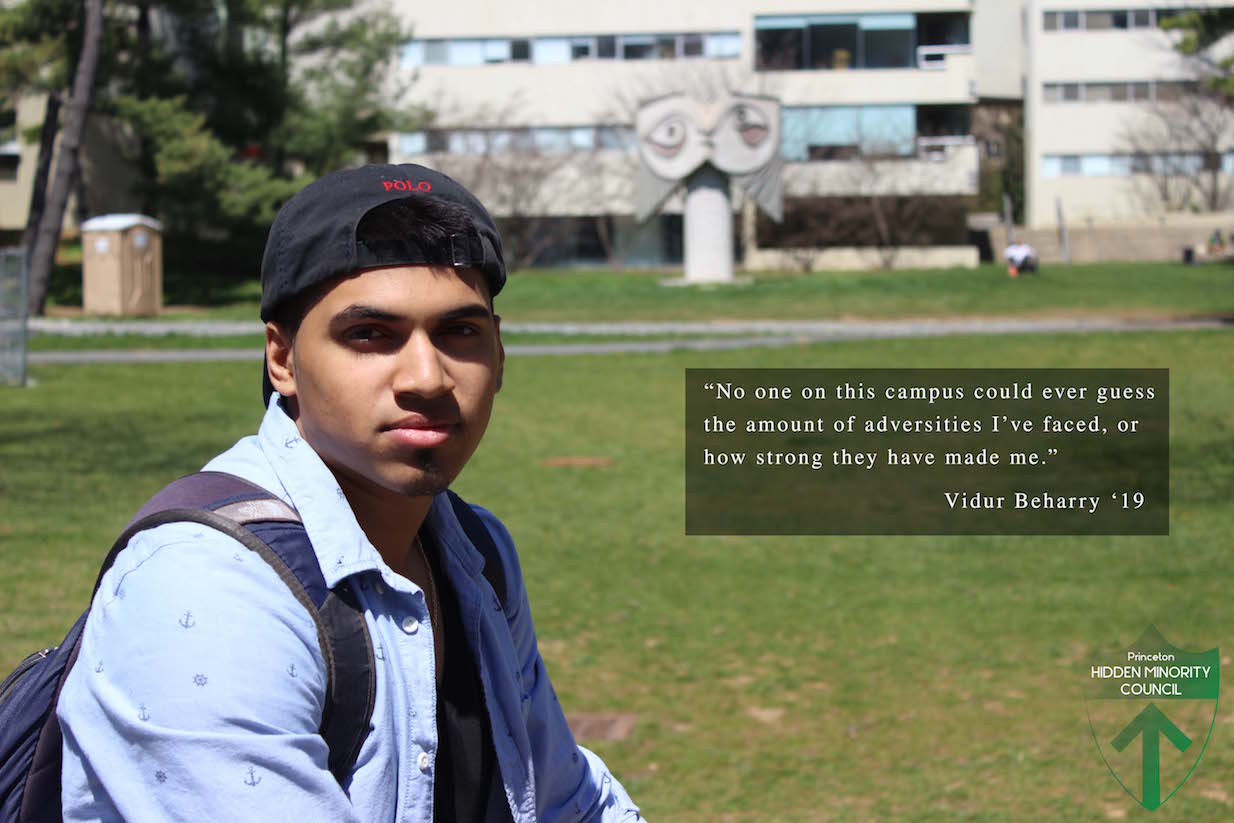 POLO
“No one on this campus could ever guess
the amount of adversities I’ve faced, or
how strong they have made me.”
Vidur Beharry ‘19
Princeton
HIDDEN MINORITY
COUNCIL